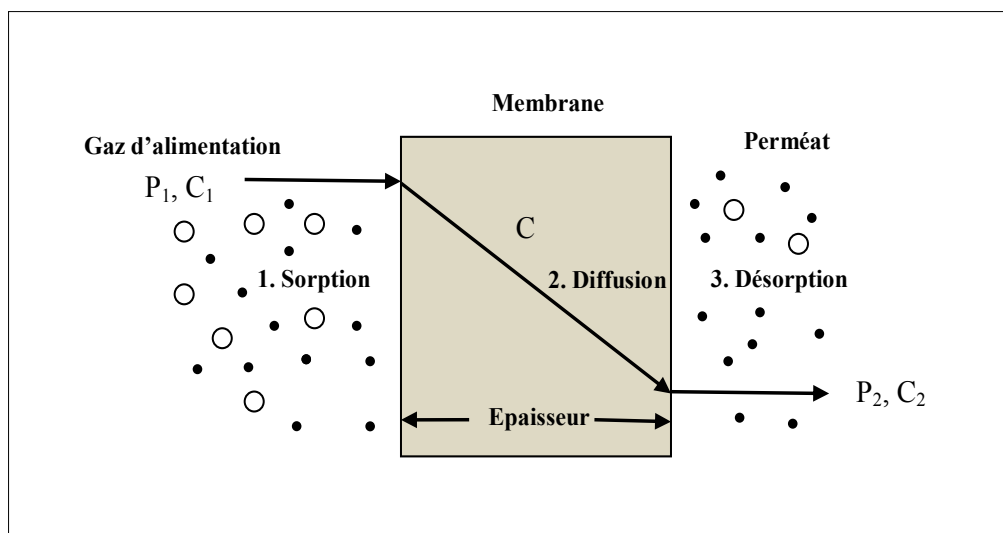 Membrane
Gaz d'alimentation
Perméat
P₁, C₁
C
1. Sorption
2. Diffusion
3. Désorption
Epaisseur
P₂, C₂